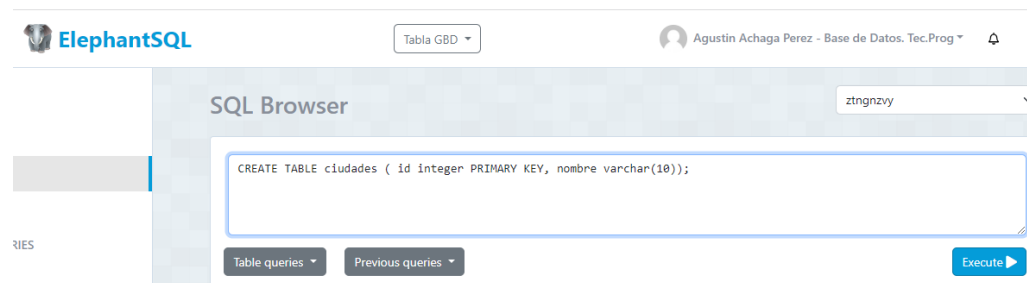 ElephantSQL Tabla GBD Agustin Achaga Perez - Base de Datos. Tec.Prog
SQL Browser ztngnzvy
CREATE TABLE ciudades ( id integer PRIMARY KEY, nombre varchar(10));
RIES
Table queries Previous queries Execute